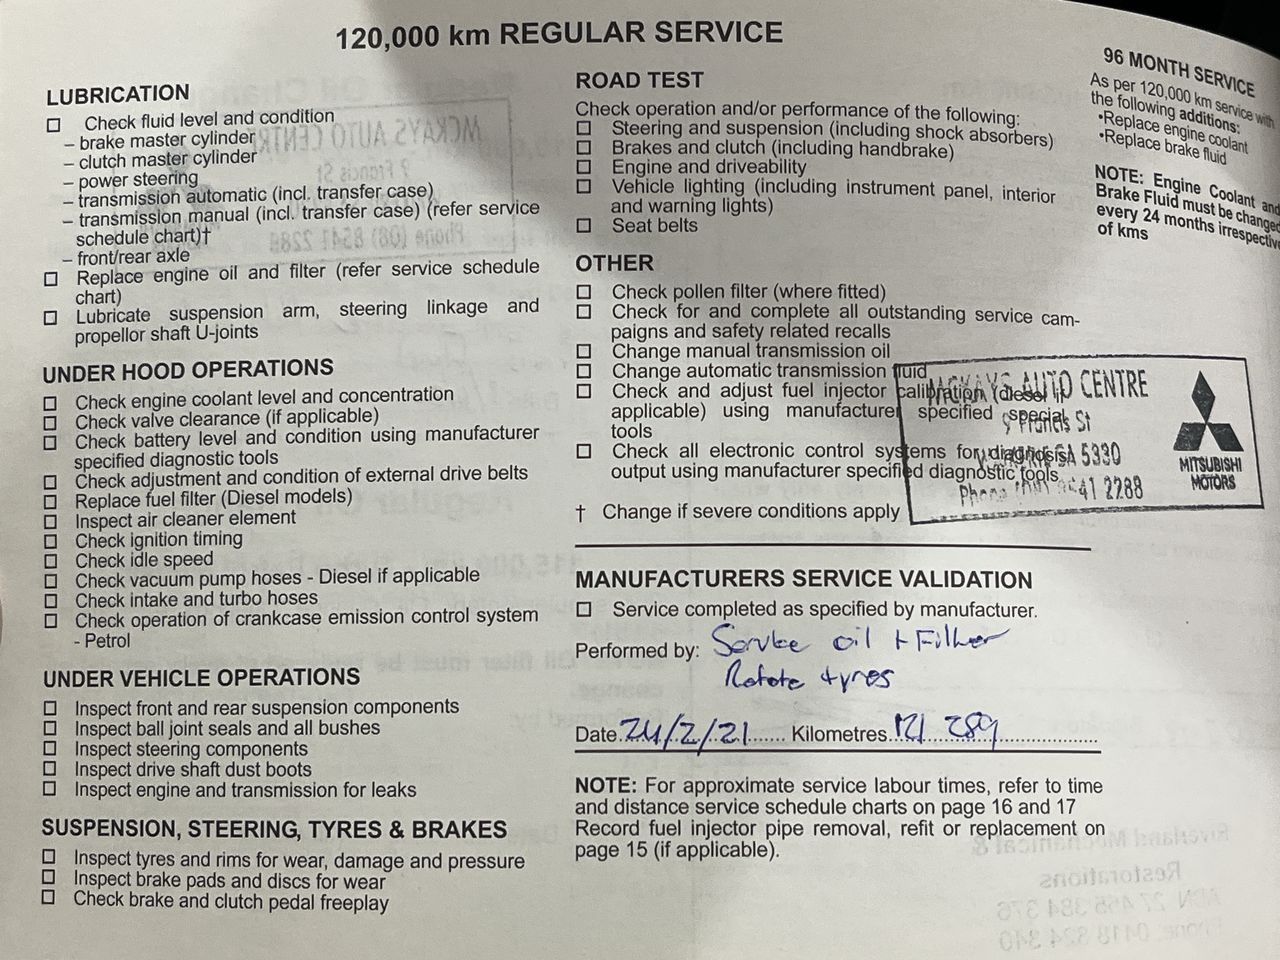 120,000 km REGULAR SERVICE
LUBRICATION
Check fluid level and condition
– brake master cylinder
– clutch master cylinder
– power steering
– transmission automatic (incl. transfer case)
– transmission manual (incl. transfer case) (refer service
schedule chart)†
– front/rear axle
Replace engine oil and filter (refer service schedule
chart)
Lubricate suspension arm, steering linkage and
propellor shaft U-joints
UNDER HOOD OPERATIONS
Check engine coolant level and concentration
Check valve clearance (if applicable)
Check battery level and condition using manufacturer
specified diagnostic tools
Check adjustment and condition of external drive belts
Replace fuel filter (Diesel models)
Inspect air cleaner element
Check ignition timing
Check idle speed
Check vacuum pump hoses - Diesel if applicable
Check intake and turbo hoses
Check operation of crankcase emission control system
- Petrol
UNDER VEHICLE OPERATIONS
Inspect front and rear suspension components
Inspect ball joint seals and all bushes
Inspect steering components
Inspect drive shaft dust boots
Inspect engine and transmission for leaks
SUSPENSION, STEERING, TYRES & BRAKES
Inspect tyres and rims for wear, damage and pressure
Inspect brake pads and discs for wear
Check brake and clutch pedal freeplay
ROAD TEST
Check operation and/or performance of the following:
Steering and suspension (including shock absorbers)
Brakes and clutch (including handbrake)
Engine and driveability
Vehicle lighting (including instrument panel, interior
and warning lights)
Seat belts
OTHER
Check pollen filter (where fitted)
Check for and complete all outstanding service cam-
paigns and safety related recalls
Change manual transmission oil
Change automatic transmission fluid
Check and adjust fuel injector calibration (diesel if
applicable) using manufacturer specified special
tools
Check all electronic control systems for diagnosis
output using manufacturer specified diagnostic tools
† Change if severe conditions apply
MCKAYS AUTO CENTRE
9 Francis St
SA 5330
Phone 41 2288
MITSUBISHI
MOTORS
MANUFACTURERS SERVICE VALIDATION
Service completed as specified by manufacturer.
Performed by: Service oil + Filter
Rotate tyres
Date 24/2/21 Kilometres 121 289
NOTE: For approximate service labour times, refer to time
and distance service schedule charts on page 16 and 17
Record fuel injector pipe removal, refit or replacement on
page 15 (if applicable).
96 MONTH SERVICE
As per 120,000 km service with
the following additions:
•Replace engine coolant
•Replace brake fluid
NOTE: Engine Coolant and
Brake Fluid must be changed
every 24 months irrespective
of kms